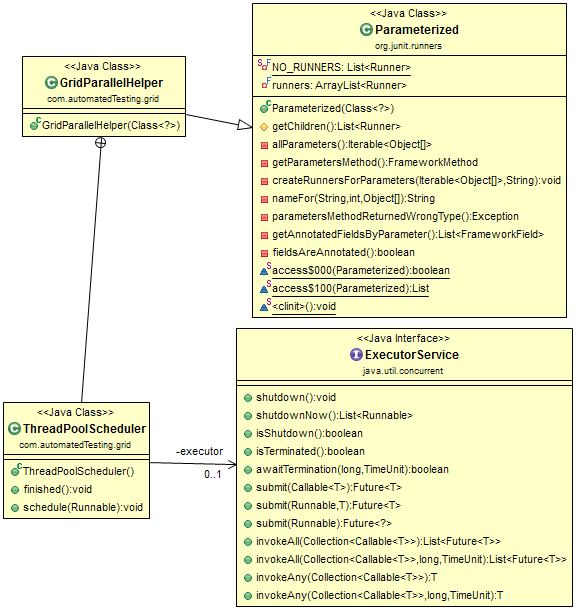 <<Java Class>>
GridParallelHelper
com.automatedTesting.grid
GridParallelHelper(Class<?>)
<<Java Class>>
Parameterized
org.junit.runners
NO_RUNNERS: List<Runner>
runners: ArrayList<Runner>
Parameterized(Class<?>)
getChildren():List<Runner>
allParameters():Iterable<Object[]>
getParametersMethod():FrameworkMethod
createRunnersForParameters(Iterable<Object[]>,String):void
nameFor(String,int,Object[]):String
parametersMethodReturnedWrongType():Exception
getAnnotatedFieldsByParameter():List<FrameworkField>
fieldsAreAnnotated():boolean
access$000(Parameterized):boolean
access$100(Parameterized):List
<clinit>():void
<<Java Class>>
ThreadPoolScheduler
com.automatedTesting.grid
ThreadPoolScheduler()
finished():void
schedule(Runnable):void
-executor
0..1
<<Java Interface>>
ExecutorService
java.util.concurrent
shutdown():void
shutdownNow():List<Runnable>
isShutdown():boolean
isTerminated():boolean
awaitTermination(long,TimeUnit):boolean
submit(Callable<T>):Future<T>
submit(Runnable,T):Future<T>
submit(Runnable):Future<?>
invokeAll(Collection<Callable<T>>):List<Future<T>>
invokeAll(Collection<Callable<T>>,long,TimeUnit):List<Future<T>>
invokeAny(Collection<Callable<T>>):T
invokeAny(Collection<Callable<T>>,long,TimeUnit):T